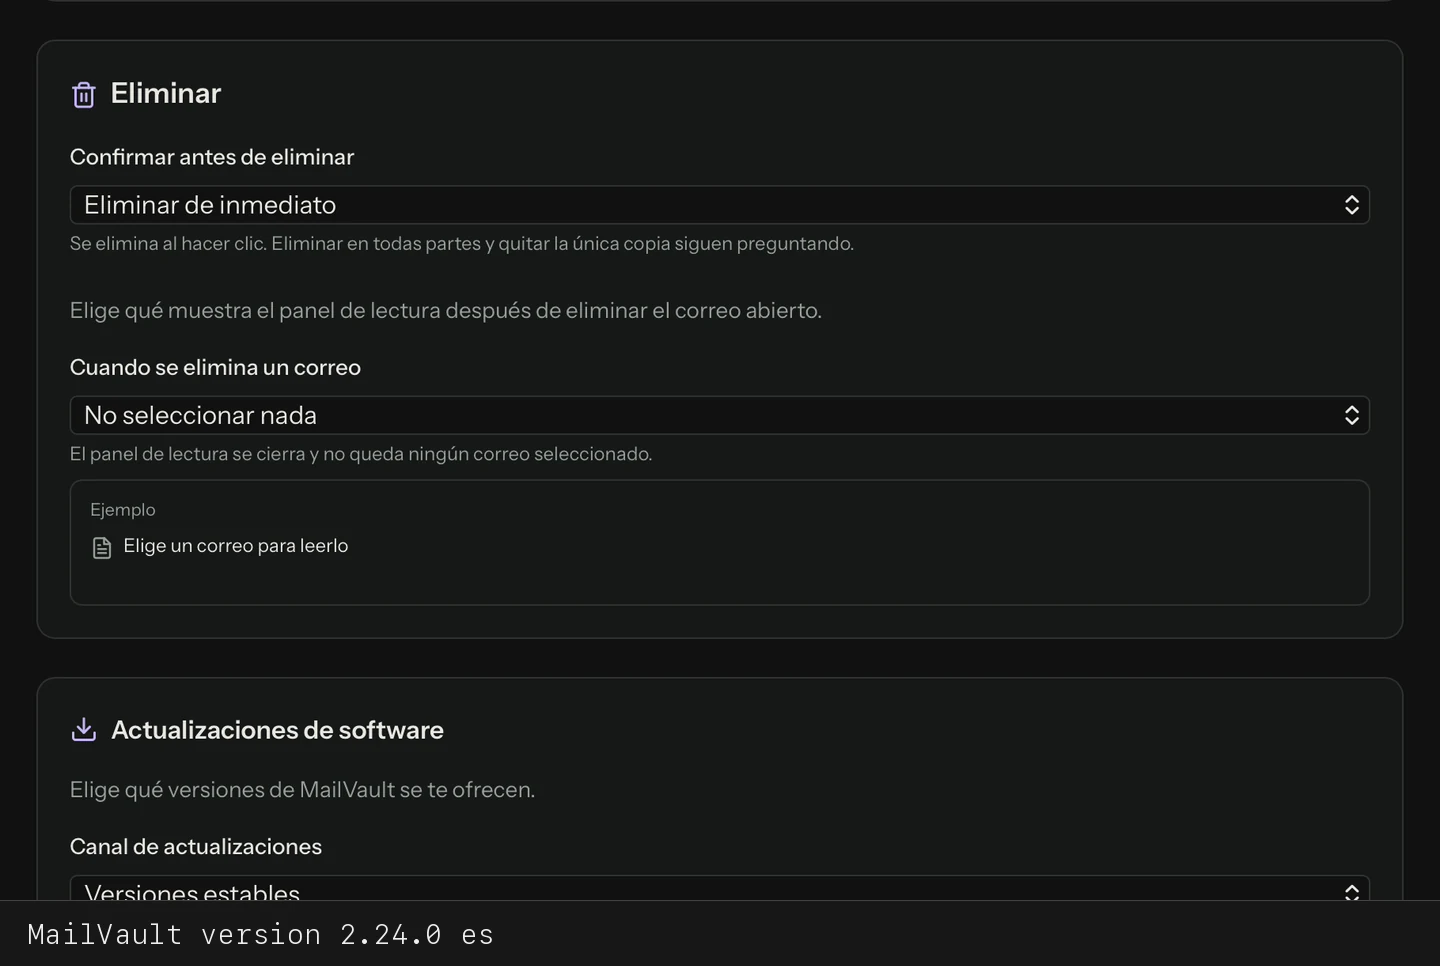 Eliminar
Confirmar antes de eliminar
Eliminar de inmediato
Se elimina al hacer clic. Eliminar en todas partes y quitar la única copia siguen preguntando.
Elige qué muestra el panel de lectura después de eliminar el correo abierto.
Cuando se elimina un correo
No seleccionar nada
El panel de lectura se cierra y no queda ningún correo seleccionado.
Ejemplo
Elige un correo para leerlo
Actualizaciones de software
Elige qué versiones de MailVault se te ofrecen.
Canal de actualizaciones
Versiones estables
MailVault version 2.24.0 es